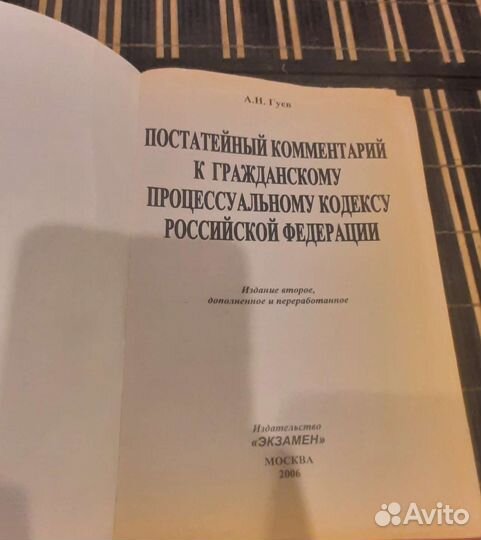 А.Н. Гуев
ПОСТАТЕЙНЫЙ КОММЕНТАРИЙ
К ГРАЖДАНСКОМУ
ПРОЦЕССУАЛЬНОМУ КОДЕКСУ
РОССИЙСКОЙ ФЕДЕРАЦИИ
Издание второе,
дополненное и переработанное
Издательство
«ЭКЗАМЕН»
МОСКВА
2006
Avito